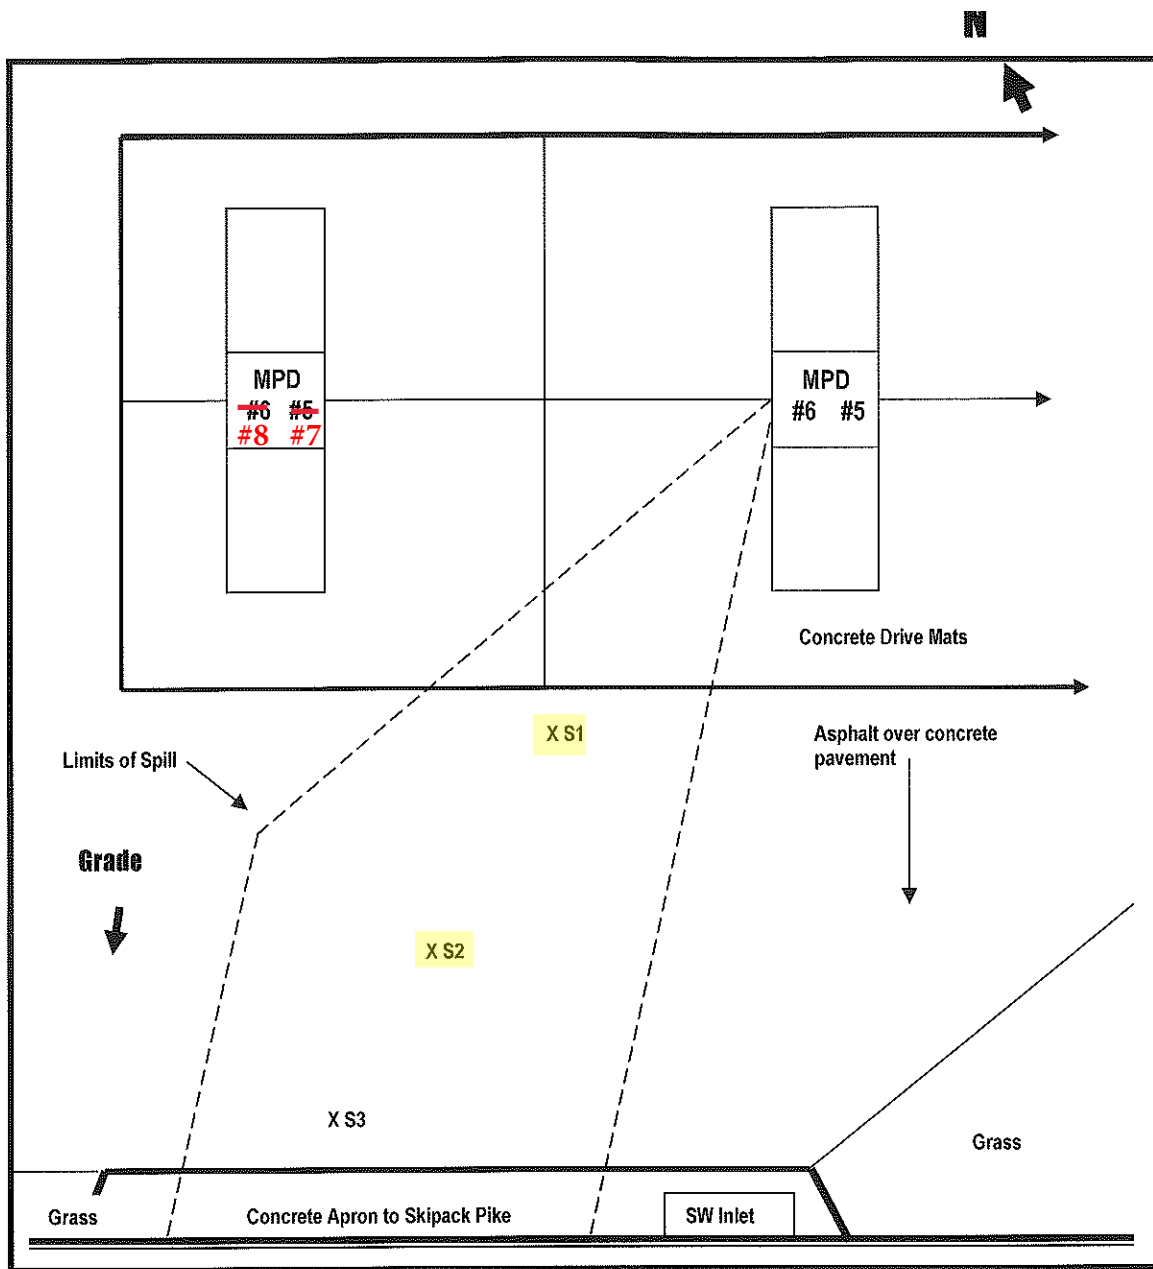 N
MPD
#6 #5
#8 #7
MPD
#6 #5
Concrete Drive Mats
X S1
Asphalt over concrete
pavement
Limits of Spill
Grade
X S2
X S3
Grass
Grass
Concrete Apron to Skipack Pike
SW Inlet